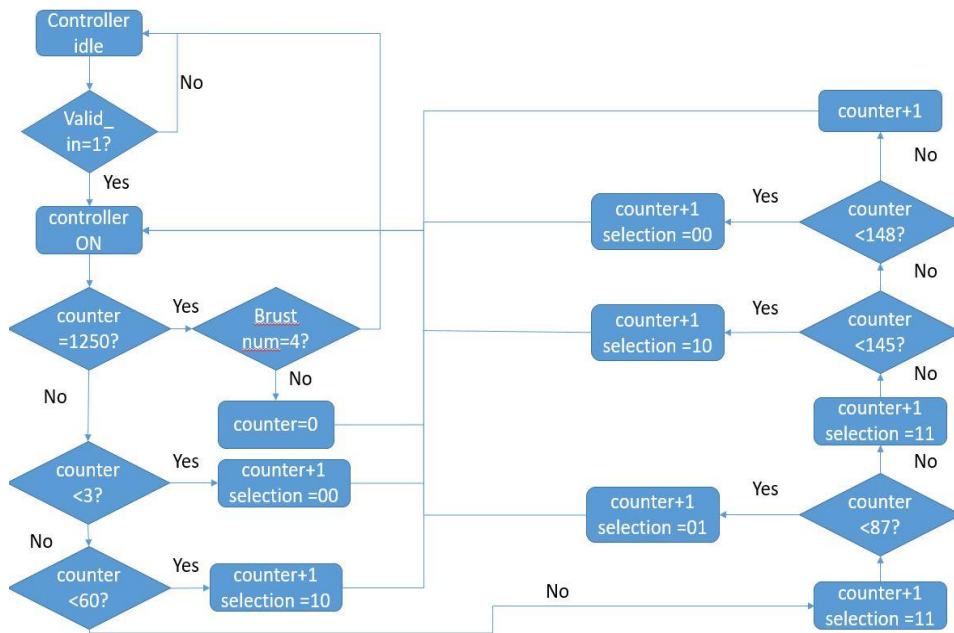 Controller
idle
No
Valid_
in=1?
Yes
controller
ON
counter
=1250?
Yes
Brust
num=4?
No
No
counter=0
counter
<3?
Yes
counter+1
selection =00
No
counter
<60?
Yes
counter+1
selection =10
No
counter+1
selection =11
counter
<87?
Yes
counter+1
selection =01
No
counter+1
selection =11
No
counter
<145?
Yes
counter+1
selection =10
No
counter
<148?
Yes
counter+1
selection =00
No
counter+1